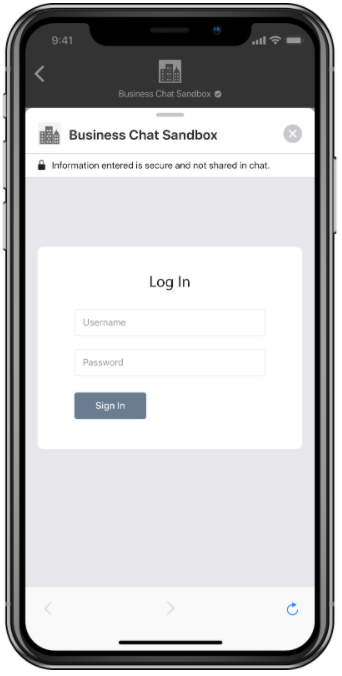 9:41
Business Chat Sandbox
Business Chat Sandbox
Information entered is secure and not shared in chat.
Log In
Username
Password
Sign In